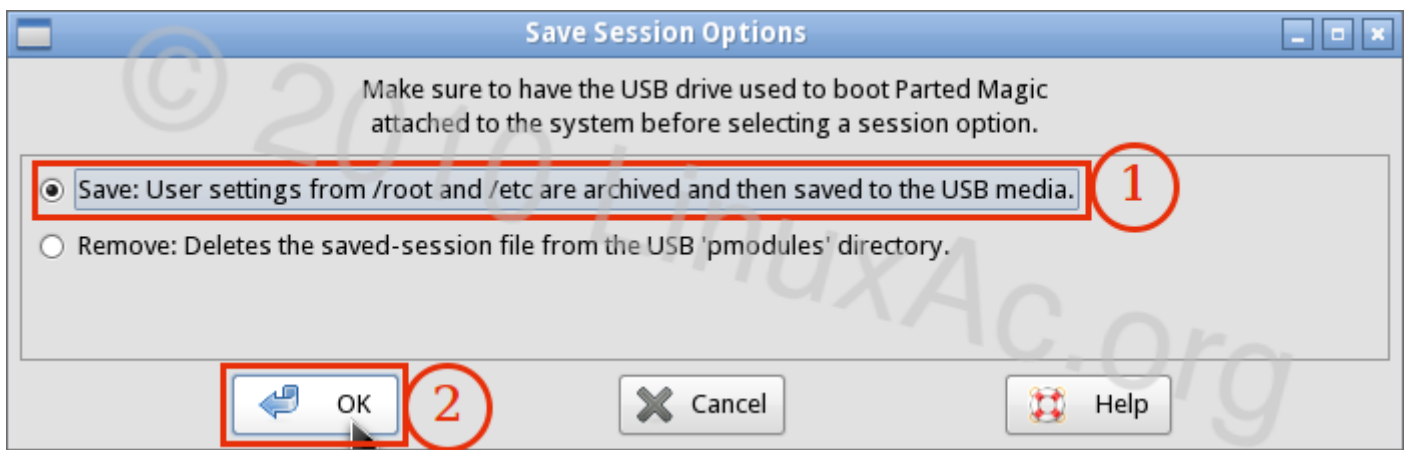 Save Session Options
Make sure to have the USB drive used to boot Parted Magic
attached to the system before selecting a session option.
Save: User settings from /root and /etc are archived and then saved to the USB media.
1
Remove: Deletes the saved-session file from the USB 'pmodules' directory.
OK
2
Cancel
Help
© 2010 LinuxAc.org